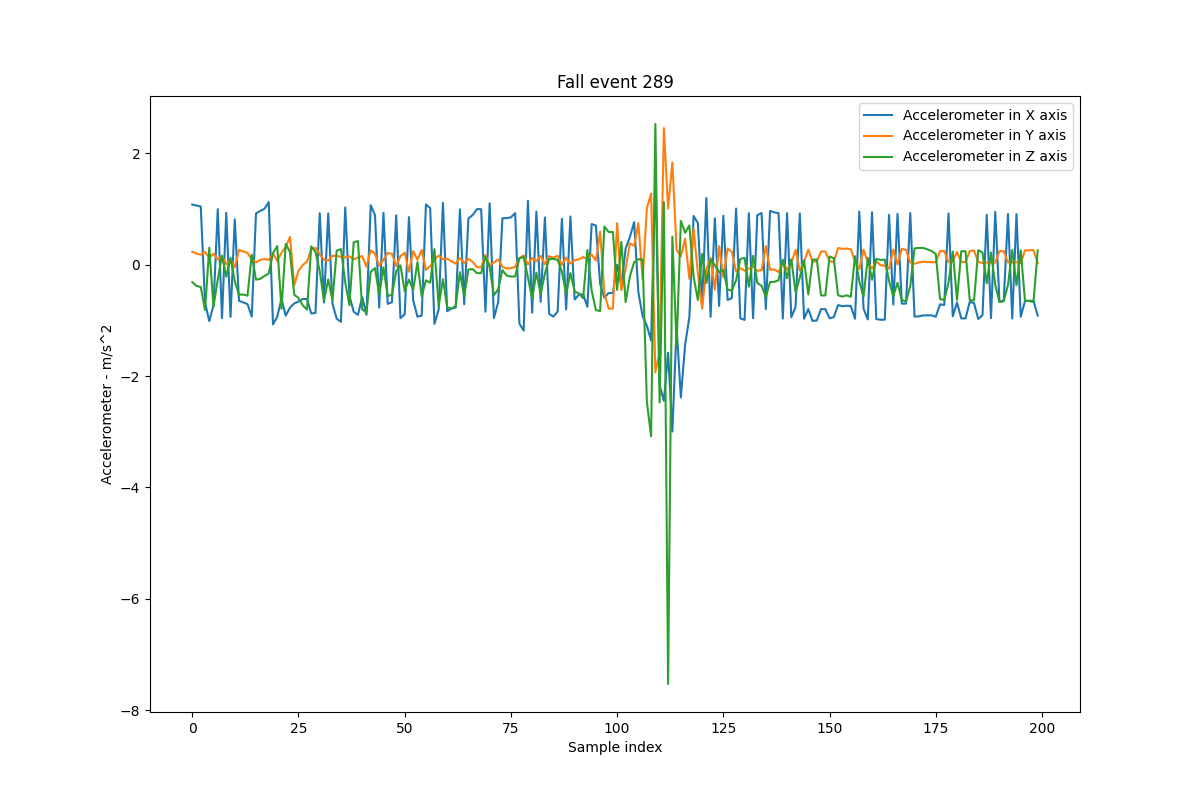 Fall event 289
Accelerometer in X axis
Accelerometer in Y axis
Accelerometer in Z axis
2
0
−2
−4
−6
−8
Accelerometer - m/s^2
0 25 50 75 100 125 150 175 200
Sample index